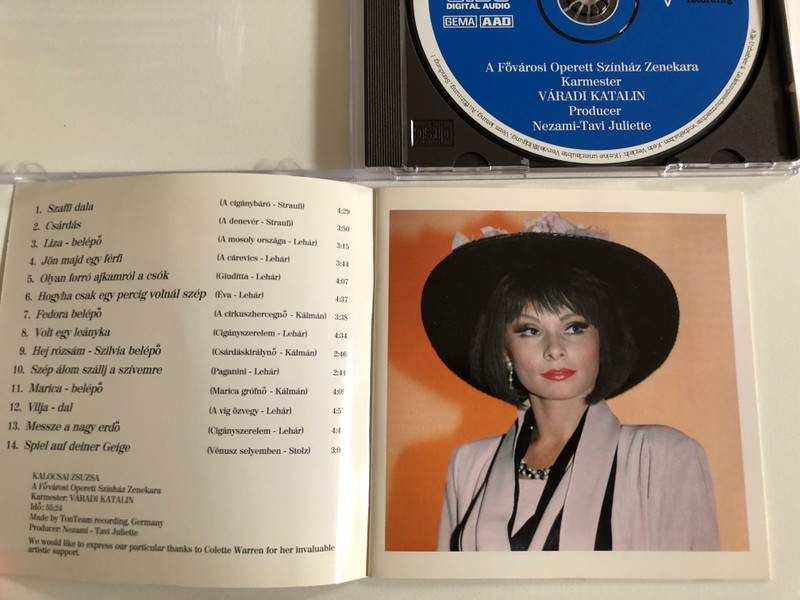 DIGITAL AUDIO
GEMA AAD
A Fővárosi Operett Színház Zenekara
Karmester
VÁRADI KATALIN
Producer
Nezami-Tavi Juliette
1. Szaffi dala (A cigánybáró - Straufi) 4:29
2. Csárdás (A denevér - Straufi) 3:50
3. Liza - belépő (A mosoly országa - Lehár) 3:15
4. Jön majd egy férfi (A cárevics - Lehár) 3:44
5. Olyan forró ajkamról a csók (Giuditta - Lehár) 4:07
6. Hogyha csak egy percig volnál szép (Éva - Lehár) 4:37
7. Fedora belépő (A cirkuszhercegnő - Kálmán) 3:38
8. Volt egy leányka (Cigányszerelem - Lehár) 4:34
9. Hej rózsám - Szilvia belépő (Csárdáskirálynő - Kálmán) 2:46
10. Szép álom szállj a szívemre (Paganini - Lehár) 2:41
11. Marica - belépő (Marica grófnő - Kálmán)
12. Vilja - dal (A víg özvegy - Lehár)
13. Messze a nagy erdő (Cigányszerelem - Lehár)
14. Spiel auf deiner Geige (Vénusz selyemben - Stolz)
KALOCSAI ZSUZSA
A Fővárosi Operett Színház Zenekara
Karmester: VÁRADI KATALIN
Idő: 55:24
Made by TonTeam recording, Germany
Producer: Nezami - Tavi Juliette
We would like to express our particular thanks to Colette Warren for her invaluable
artistic support.